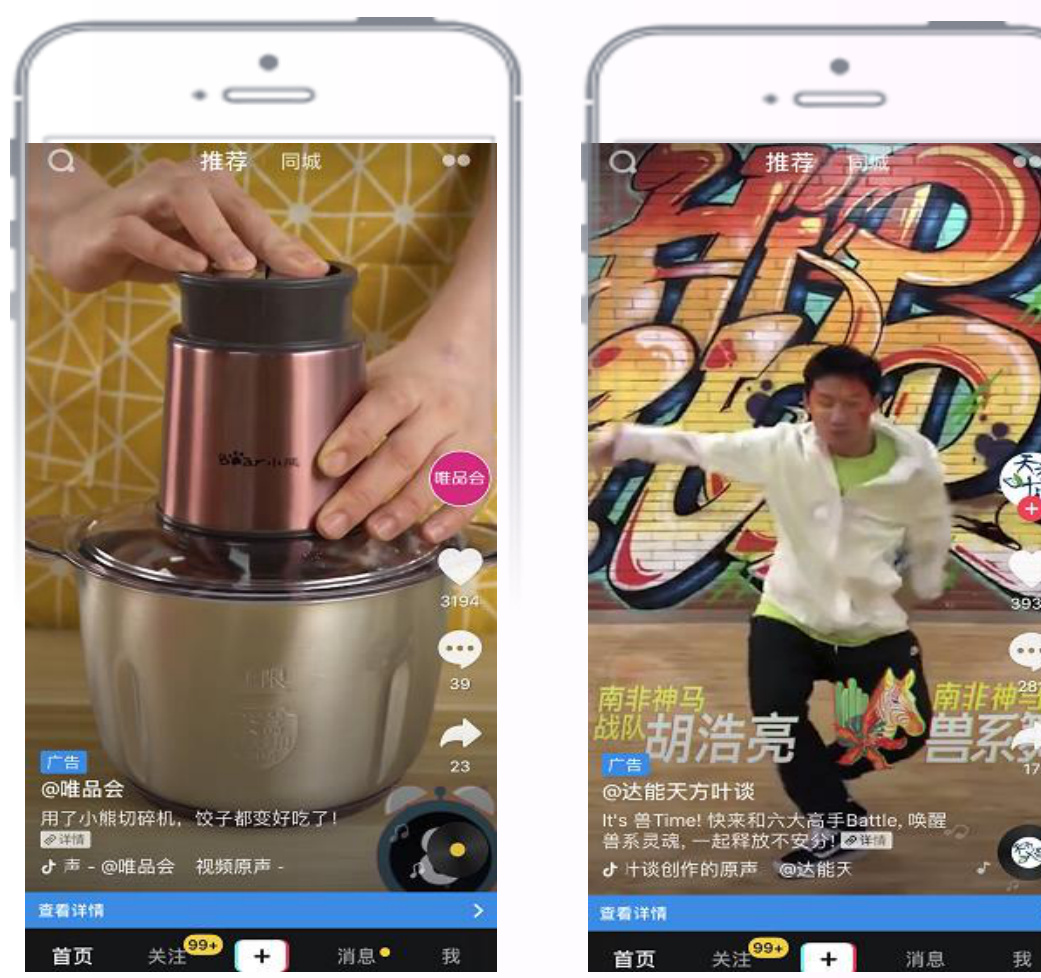 推荐 同城
Bear小熊
唯品会
3194
39
23
广告
@唯品会
用了小熊切碎机，饺子都变好吃了！
详情
声 - @唯品会 视频原声 -
查看详情
首页 关注 99+ 消息 我
推荐 同城
南非神马
战队 胡浩亮
南非神马
兽系
广告
@达能天方叶谈
It's 兽Time! 快来和六大高手Battle, 唤醒
兽系灵魂, 一起释放不安分! 详情
叶谈创作的原声 @达能天
查看详情
首页 关注 99+ 消息 我